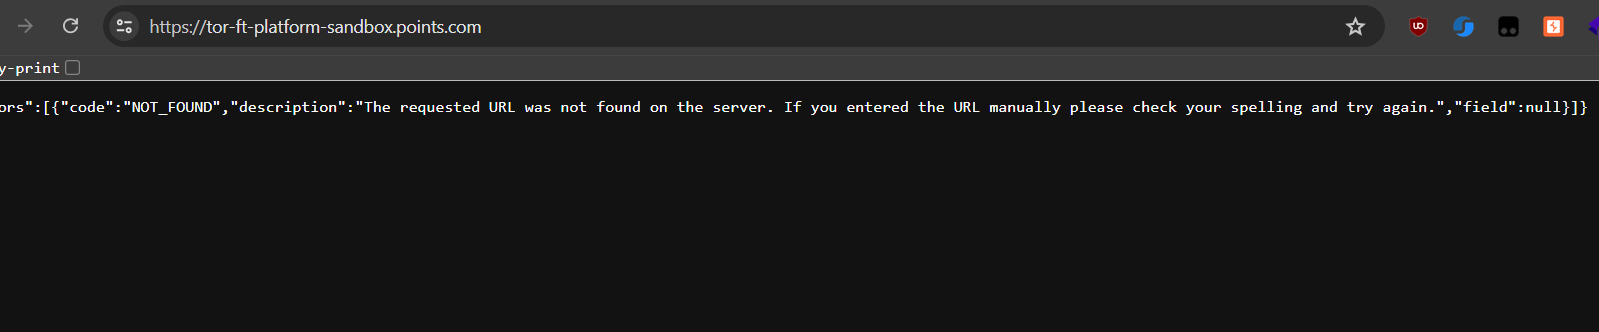 https://tor-ft-platform-sandbox.points.com
y-print
ors":[{"code":"NOT_FOUND","description":"The requested URL was not found on the server. If you entered the URL manually please check your spelling and try again.","field":null}]}